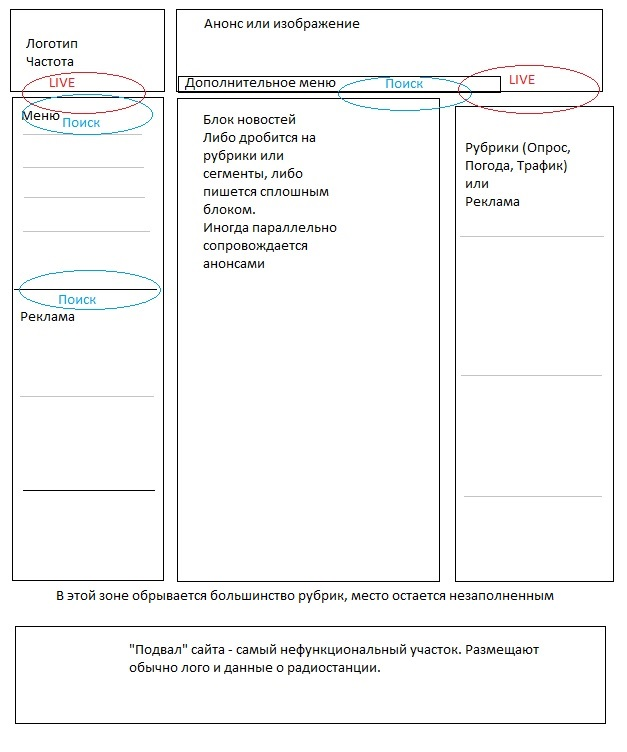 Анонс или изображение
Логотип
Частота
LIVE
Дополнительное меню
Поиск
LIVE
Меню
Поиск
Блок новостей
Либо дробится на
рубрики или
сегменты, либо
пишется сплошным
блоком.
Иногда параллельно
сопровождается
анонсами
Рубрики (Опрос,
Погода, Трафик)
или
Реклама
Поиск
Реклама
В этой зоне обрывается большинство рубрик, место остается незаполненным
"Подвал" сайта - самый нефункциональный участок. Размещают
обычно лого и данные о радиостанции.